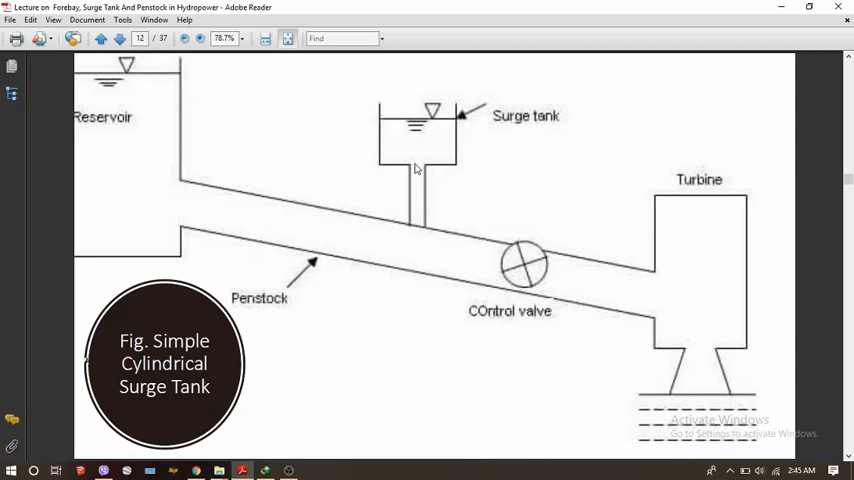 Lecture on Forebay, Surge Tank And Penstock in Hydropower - Adobe Reader
File Edit View Document Tools Window Help
12 / 37 78.7% Find
Reservoir
Surge tank
Turbine
Penstock
COntrol valve
Fig. Simple
Cylindrical
Surge Tank
Activate Windows
Go to Settings to activate Windows.
2:45 AM